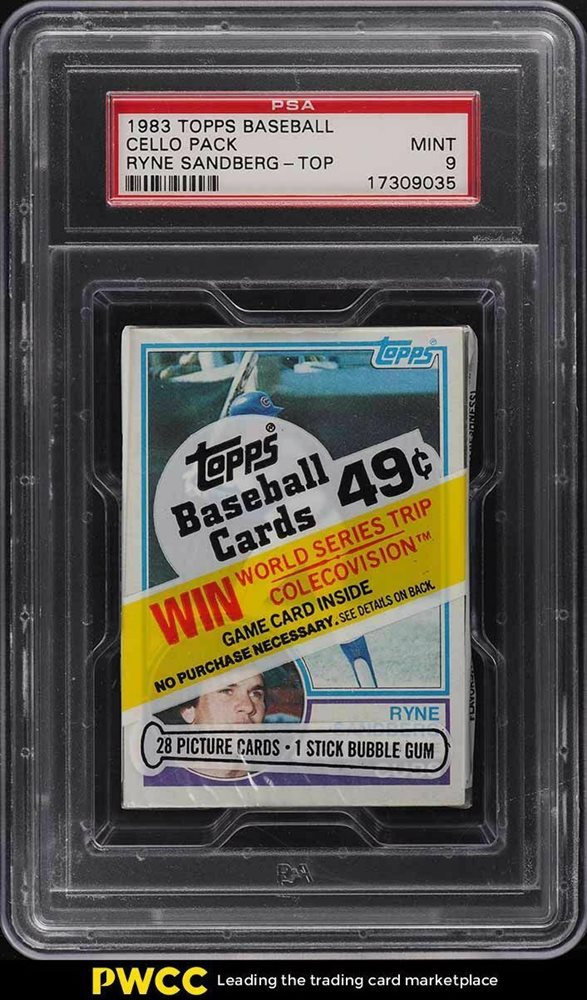 PSA
1983 TOPPS BASEBALL
CELLO PACK MINT
RYNE SANDBERG - TOP 9
17309035
Topps
Topps®
Baseball
Cards 49¢
WIN WORLD SERIES TRIP
COLECOVISION™
GAME CARD INSIDE
NO PURCHASE NECESSARY. SEE DETAILS ON BACK.
RYNE
SANDBERG
28 PICTURE CARDS • 1 STICK BUBBLE GUM
PSA
PWCC Leading the trading card marketplace